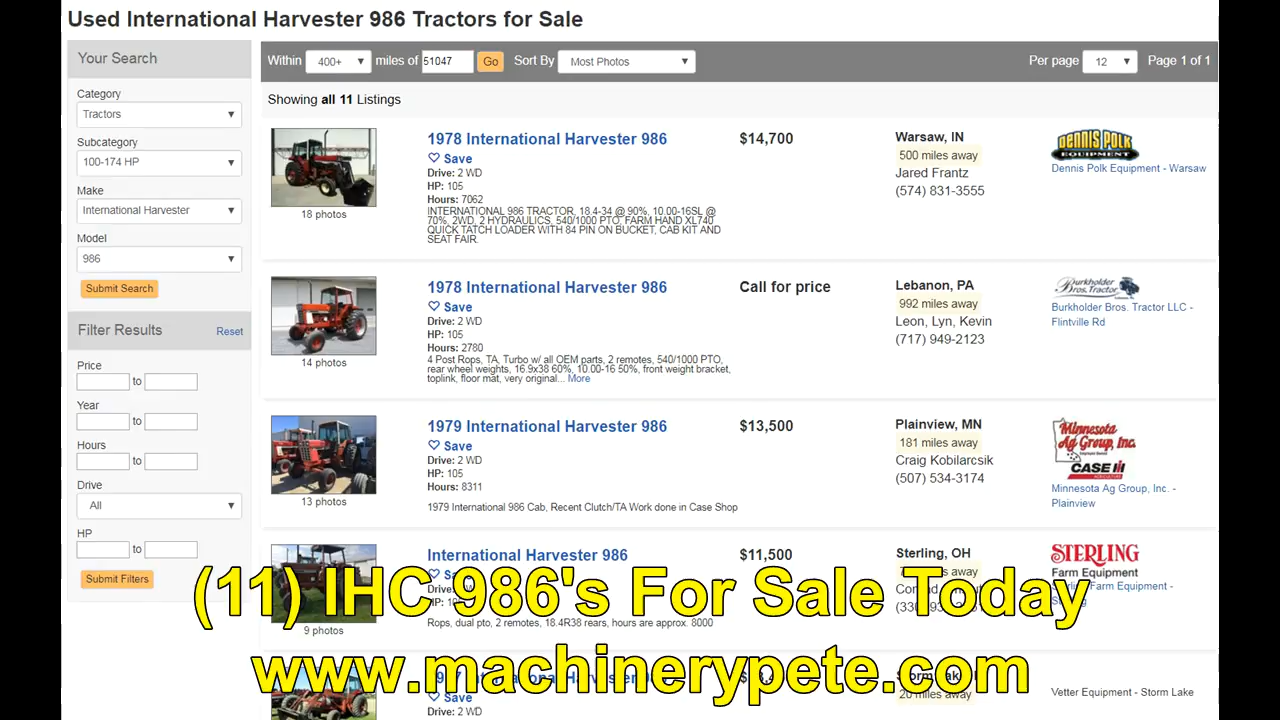 Used International Harvester 986 Tractors for Sale
Your Search
Category
Tractors
Subcategory
100-174 HP
Make
International Harvester
Model
986
Submit Search
Filter Results Reset
Price
to
Year
to
Hours
to
Drive
All
HP
to
Submit Filters
Within 400+ miles of 51047 Go Sort By Most Photos Per page 12 Page 1 of 1
Showing all 11 Listings
18 photos
1978 International Harvester 986
Save
Drive: 2 WD
HP: 105
Hours: 7062
INTERNATIONAL 986 TRACTOR, 18.4-34 @ 90%, 10.00-16SL @
70%, 2WD, 2 HYDRAULICS, 540/1000 PTO, FARM HAND XL740
QUICK TATCH LOADER WITH 84 PIN ON BUCKET, CAB KIT AND
SEAT FAIR.
$14,700
Warsaw, IN
500 miles away
Jared Frantz
(574) 831-3555
DENNIS POLK
EQUIPMENT
Dennis Polk Equipment - Warsaw
14 photos
1978 International Harvester 986
Save
Drive: 2 WD
HP: 105
Hours: 2780
4 Post Rops, TA, Turbo w/ all OEM parts, 2 remotes, 540/1000 PTO,
rear wheel weights, 16.9x38 60%, 10.00-16 50%, front weight bracket,
toplink, floor mat, very original... More
Call for price
Lebanon, PA
992 miles away
Leon, Lyn, Kevin
(717) 949-2123
Burkholder
Bros. Tractor
Burkholder Bros. Tractor LLC -
Flintville Rd
13 photos
1979 International Harvester 986
Save
Drive: 2 WD
HP: 105
Hours: 8311
1979 International 986 Cab, Recent Clutch/TA Work done in Case Shop
$13,500
Plainview, MN
181 miles away
Craig Kobilarcsik
(507) 534-3174
Minnesota
Ag Group, Inc.
CASE IH
AGRICULTURE
Minnesota Ag Group, Inc. -
Plainview
9 photos
International Harvester 986
Rops, dual pto, 2 remotes, 18.4R38 rears, hours are approx. 8000
$11,500
Sterling, OH
miles away
STERLING
Farm Equipment
Farm Equipment -
(11) IHC 986's For Sale Today
www.machinerypete.com
Save
Drive: 2 WD
20 miles away
Vetter Equipment - Storm Lake